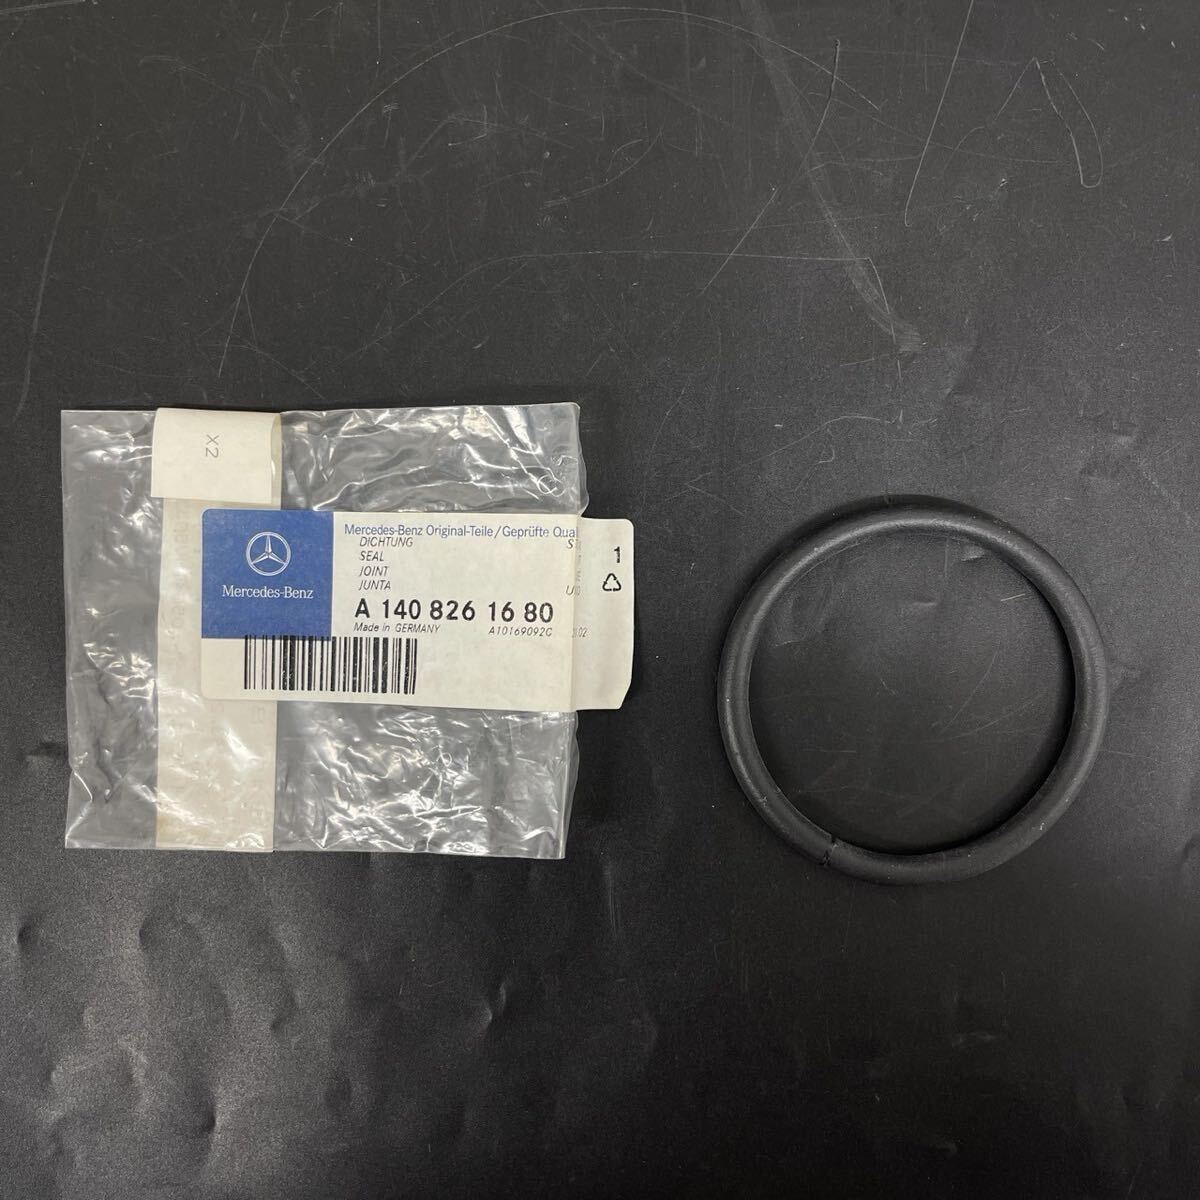 X2
Mercedes-Benz
Mercedes-Benz Original-Teile/Geprüfte Qual
DICHTUNG
SEAL
JOINT
JUNTA
1
A 140 826 16 80
Made in GERMANY A10169092C